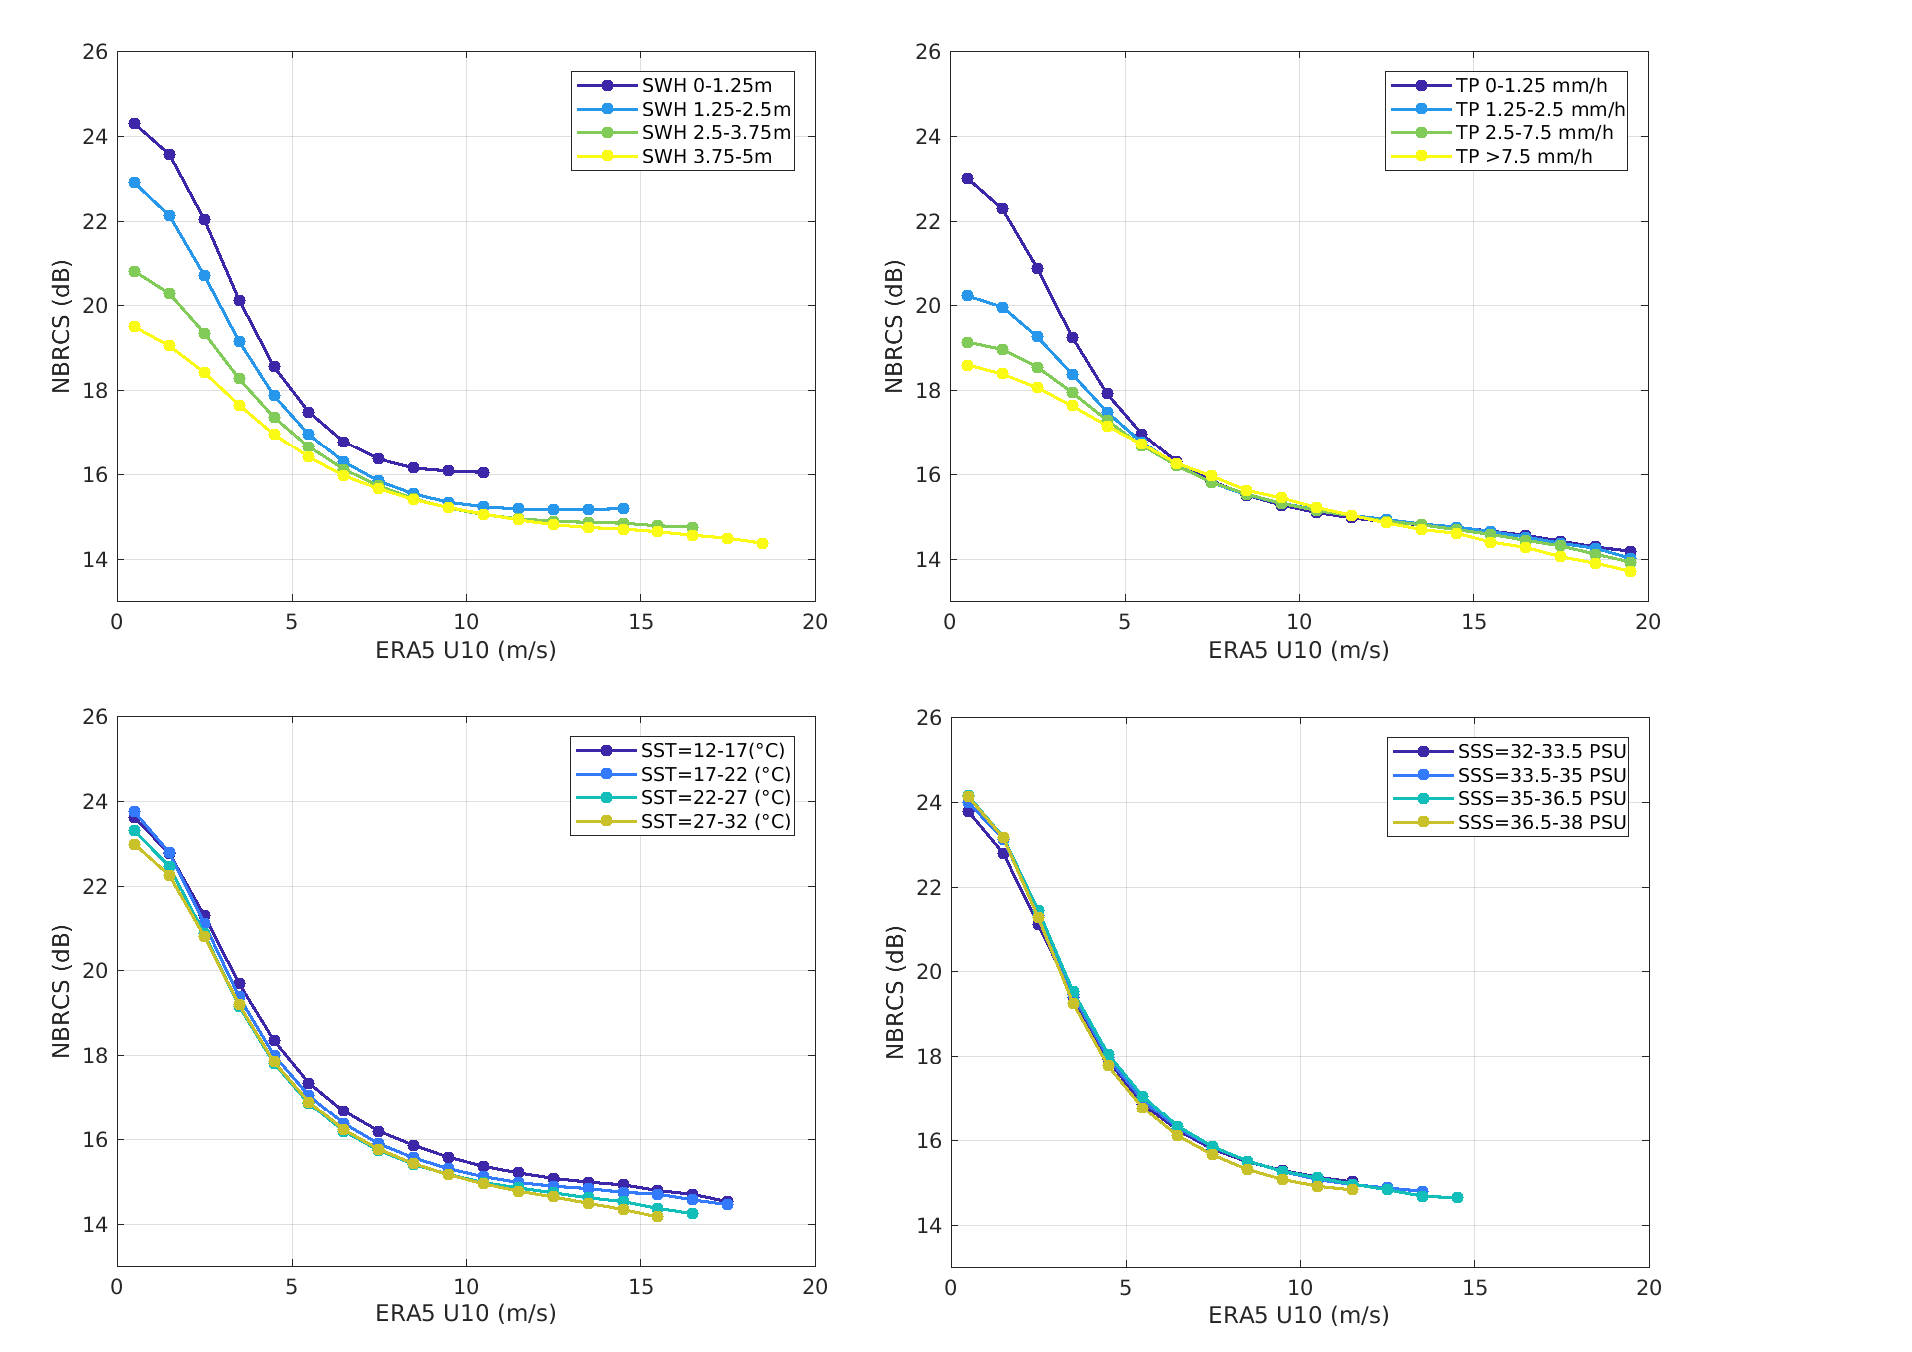 26
24
22
20
18
16
14
NBRCS (dB)
0 5 10 15 20
ERA5 U10 (m/s)
SWH 0-1.25m
SWH 1.25-2.5m
SWH 2.5-3.75m
SWH 3.75-5m
26
24
22
20
18
16
14
NBRCS (dB)
0 5 10 15 20
ERA5 U10 (m/s)
TP 0-1.25 mm/h
TP 1.25-2.5 mm/h
TP 2.5-7.5 mm/h
TP >7.5 mm/h
26
24
22
20
18
16
14
NBRCS (dB)
0 5 10 15 20
ERA5 U10 (m/s)
SST=12-17(°C)
SST=17-22 (°C)
SST=22-27 (°C)
SST=27-32 (°C)
26
24
22
20
18
16
14
NBRCS (dB)
0 5 10 15 20
ERA5 U10 (m/s)
SSS=32-33.5 PSU
SSS=33.5-35 PSU
SSS=35-36.5 PSU
SSS=36.5-38 PSU